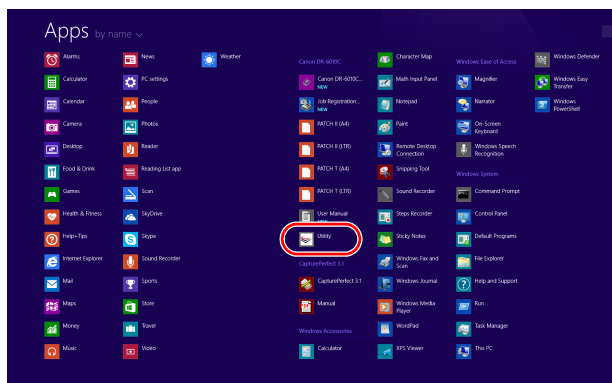 Apps by name
Alarms
Calculator
Calendar
Camera
Desktop
Food & Drink
Games
Health & Fitness
Help+Tips
Internet Explorer
Mail
Maps
Money
Music
News
PC settings
People
Photos
Reader
Reading List app
Scan
SkyDrive
Skype
Sound Recorder
Sports
Store
Travel
Video
Weather
Canon DR-6010C
Canon DR-6010C...
NEW
Job Registration...
NEW
PATCH II (A4)
PATCH II (LTR)
PATCH T (A4)
PATCH T (LTR)
User Manual
NEW
Utility
CapturePerfect 3.1
CapturePerfect 3.1
Manual
Windows Accessories
Calculator
Character Map
Math Input Panel
Notepad
Paint
Remote Desktop
Connection
Snipping Tool
Sound Recorder
Steps Recorder
Sticky Notes
Windows Fax and
Scan
Windows Journal
Windows Media
Player
WordPad
XPS Viewer
Windows Ease of Access
Magnifier
Narrator
On-Screen
Keyboard
Windows Speech
Recognition
Windows System
Command Prompt
Control Panel
Default Programs
File Explorer
Help and Support
Run
Task Manager
This PC
Windows Defender
Windows Easy
Transfer
Windows
PowerShell